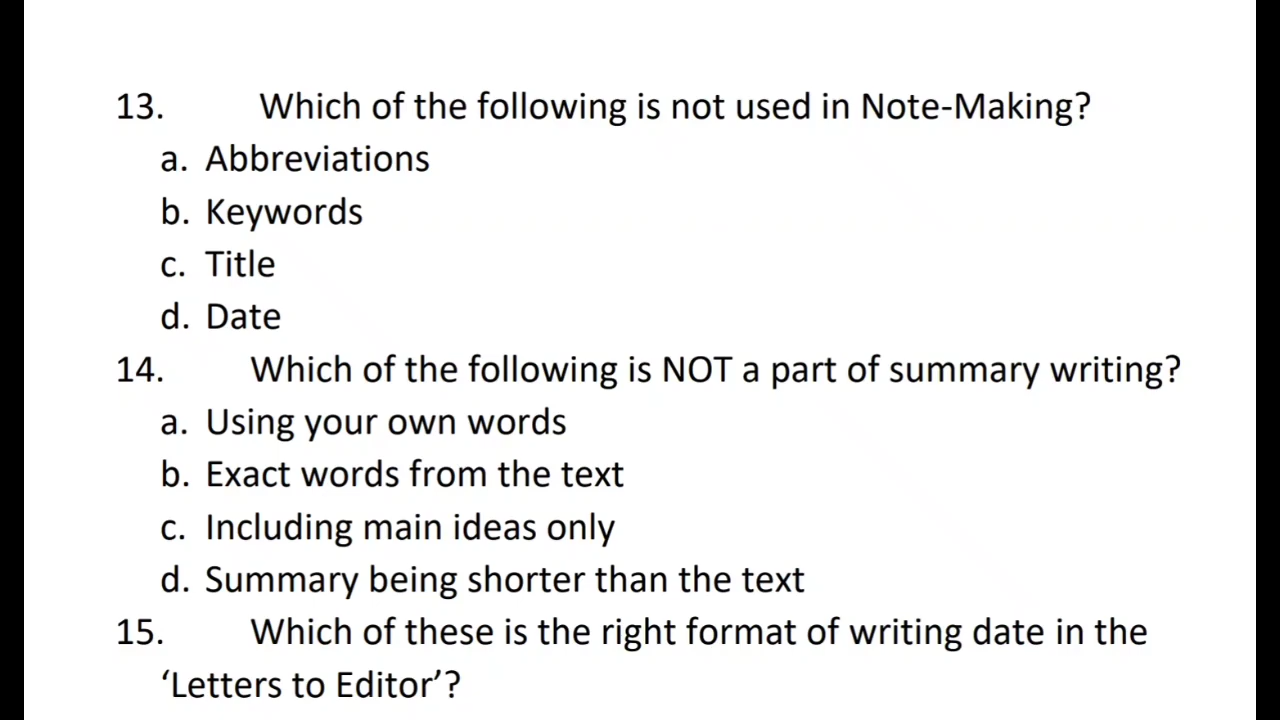 13. Which of the following is not used in Note-Making?
a. Abbreviations
b. Keywords
c. Title
d. Date
14. Which of the following is NOT a part of summary writing?
a. Using your own words
b. Exact words from the text
c. Including main ideas only
d. Summary being shorter than the text
15. Which of these is the right format of writing date in the
‘Letters to Editor’?